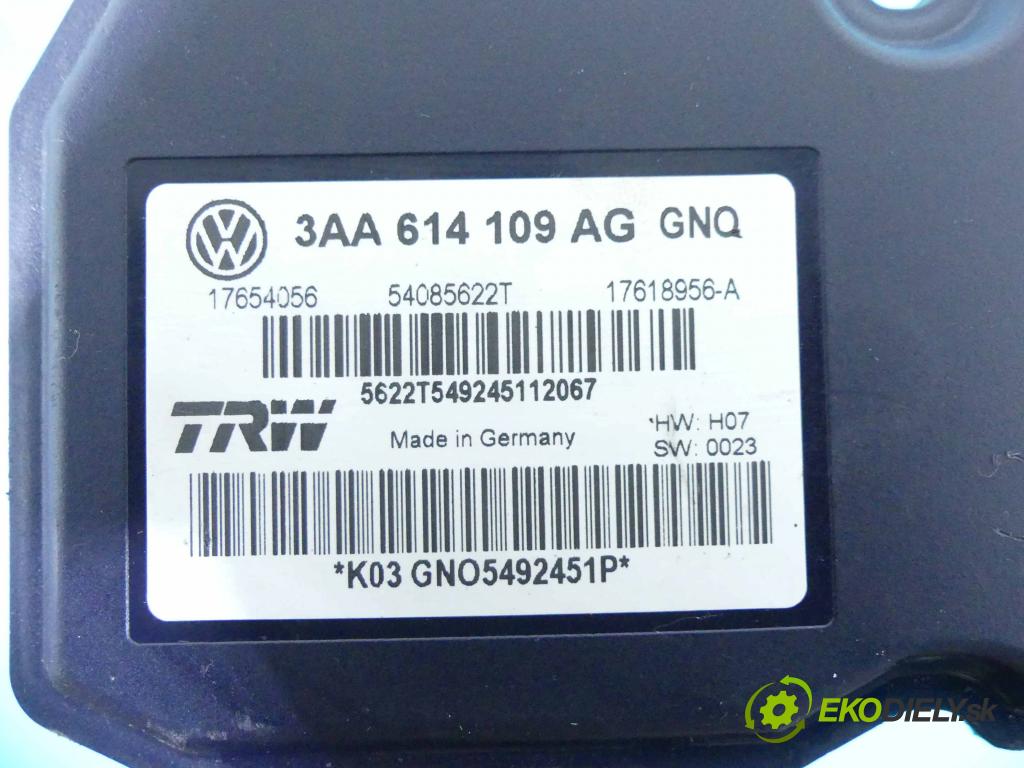 3AA 614 109 AG GNQ
17654056 54085622T 17618956-A
5622T549245112067
TRW
Made in Germany
HW: H07
SW: 0023
*K03 GNO5492451P*
EKODIELY.sk